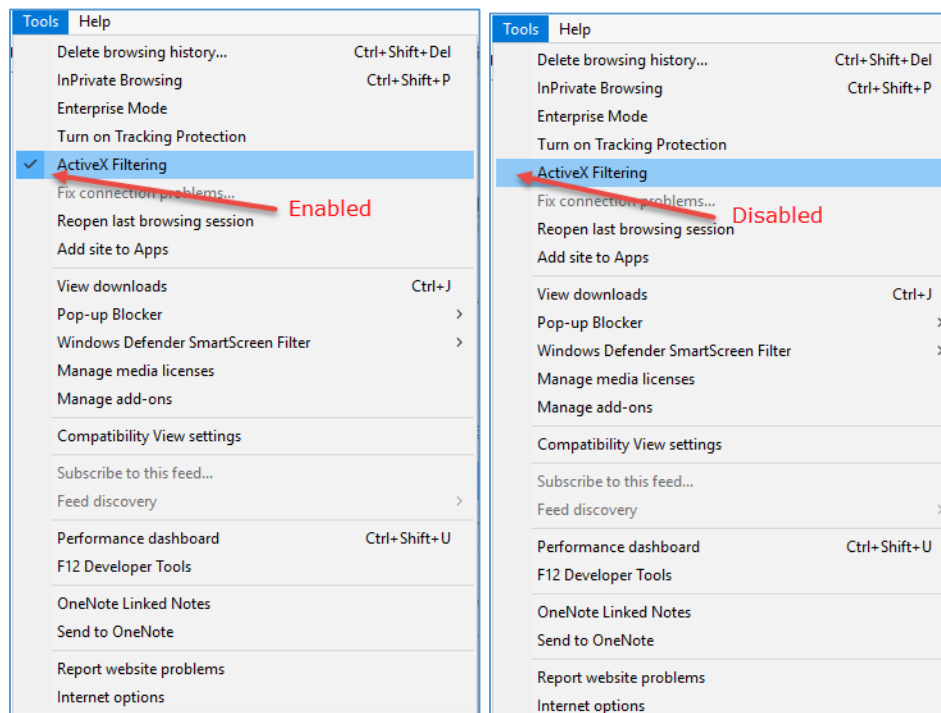 Tools Help
Delete browsing history... Ctrl+Shift+Del
InPrivate Browsing Ctrl+Shift+P
Enterprise Mode
Turn on Tracking Protection
ActiveX Filtering
Fix connection problems...
Enabled
Reopen last browsing session
Add site to Apps
View downloads Ctrl+J
Pop-up Blocker
Windows Defender SmartScreen Filter
Manage media licenses
Manage add-ons
Compatibility View settings
Subscribe to this feed...
Feed discovery
Performance dashboard Ctrl+Shift+U
F12 Developer Tools
OneNote Linked Notes
Send to OneNote
Report website problems
Internet options
Tools Help
Delete browsing history... Ctrl+Shift+Del
InPrivate Browsing Ctrl+Shift+P
Enterprise Mode
Turn on Tracking Protection
ActiveX Filtering
Fix connection problems...
Disabled
Reopen last browsing session
Add site to Apps
View downloads Ctrl+J
Pop-up Blocker
Windows Defender SmartScreen Filter
Manage media licenses
Manage add-ons
Compatibility View settings
Subscribe to this feed...
Feed discovery
Performance dashboard Ctrl+Shift+U
F12 Developer Tools
OneNote Linked Notes
Send to OneNote
Report website problems
Internet options